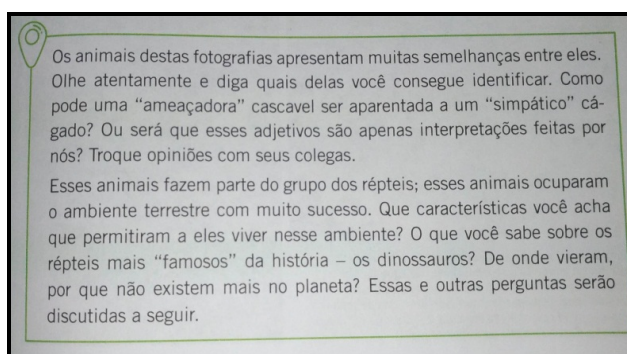 Os animais destas fotografias apresentam muitas semelhanças entre eles.
Olhe atentamente e diga quais delas você consegue identificar. Como
pode uma “ameaçadora” cascavel ser aparentada a um “simpático” cá-
gado? Ou será que esses adjetivos são apenas interpretações feitas por
nós? Troque opiniões com seus colegas.
Esses animais fazem parte do grupo dos répteis; esses animais ocuparam
o ambiente terrestre com muito sucesso. Que características você acha
que permitiram a eles viver nesse ambiente? O que você sabe sobre os
répteis mais “famosos” da história – os dinossauros? De onde vieram,
por que não existem mais no planeta? Essas e outras perguntas serão
discutidas a seguir.